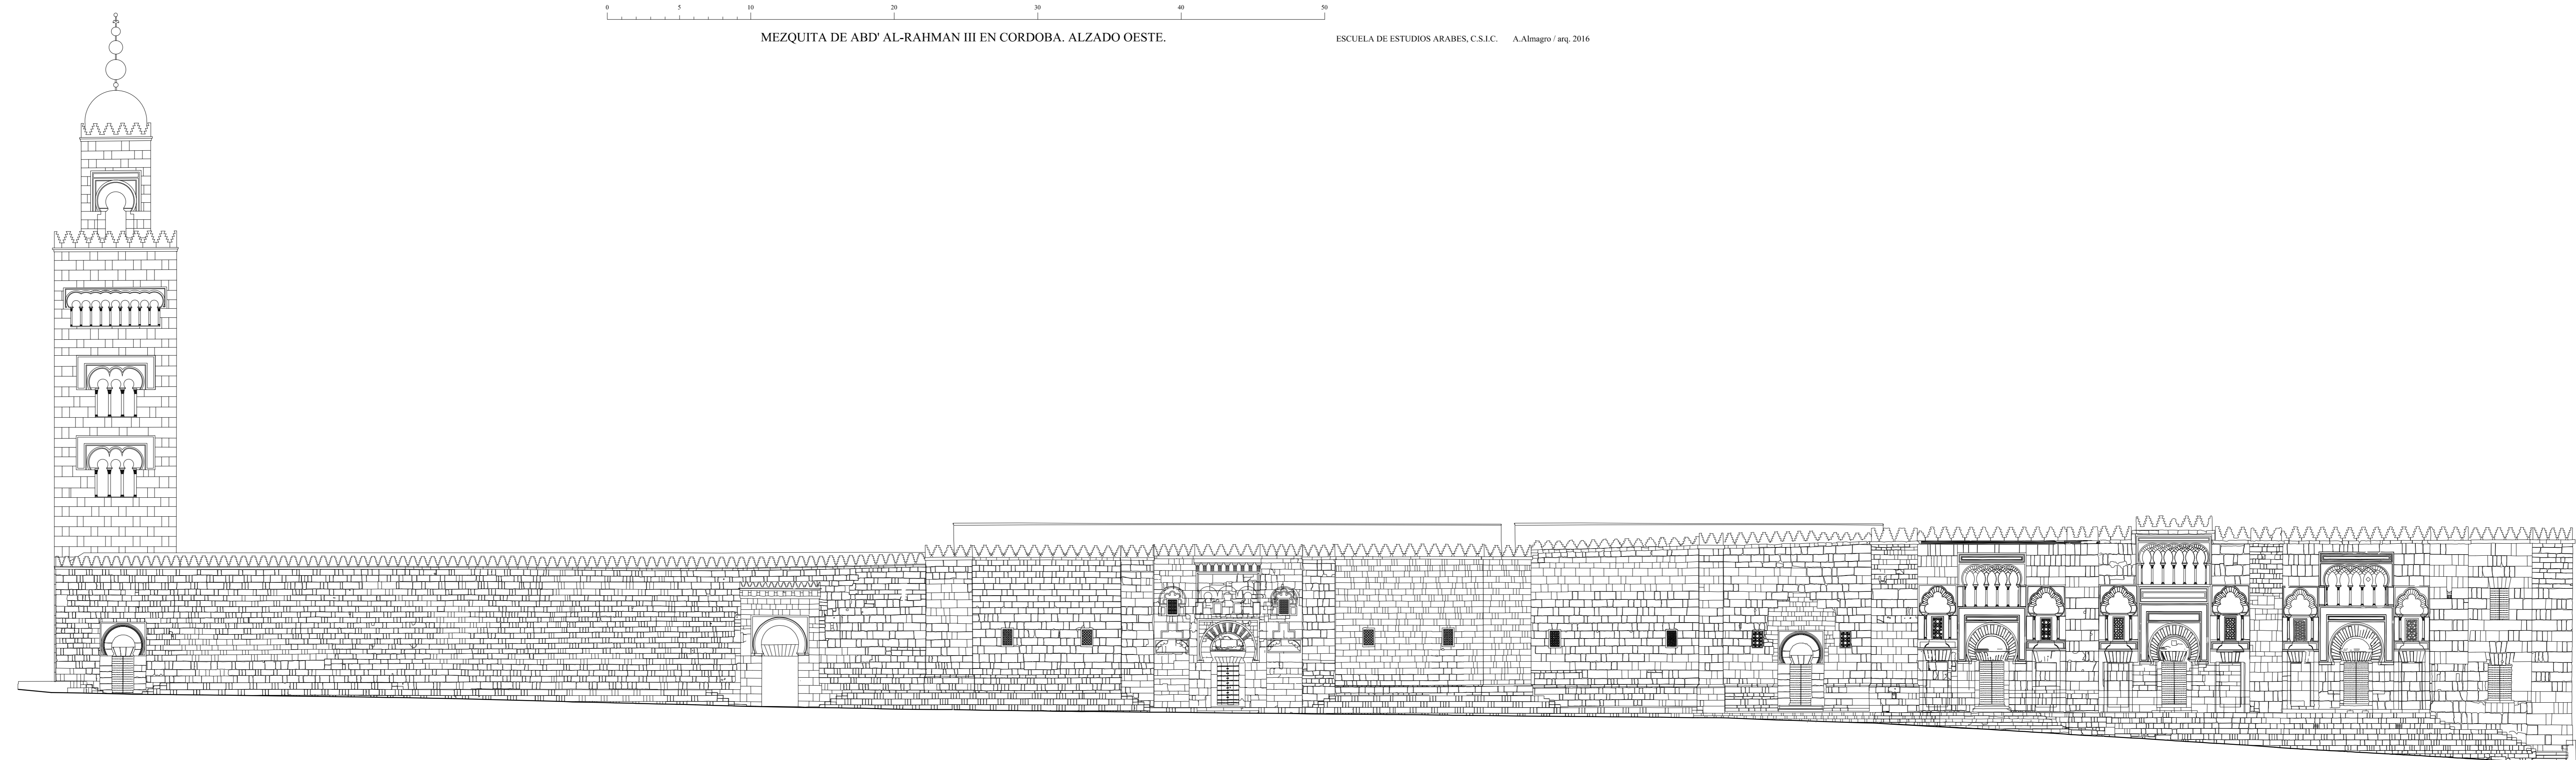 0 5 10 20 30 40 50
MEZQUITA DE ABD' AL-RAHMAN III EN CORDOBA. ALZADO OESTE.
ESCUELA DE ESTUDIOS ARABES, C.S.I.C. A.Almagro / arq. 2016